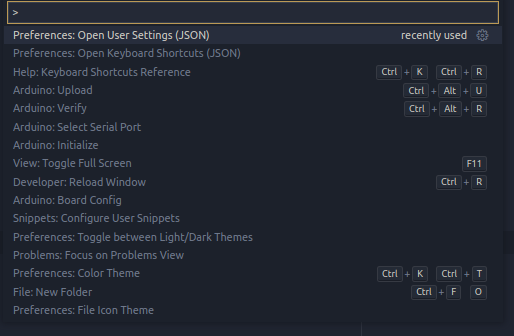 >
Preferences: Open User Settings (JSON) recently used
Preferences: Open Keyboard Shortcuts (JSON)
Help: Keyboard Shortcuts Reference Ctrl + K Ctrl + R
Arduino: Upload Ctrl + Alt + U
Arduino: Verify Ctrl + Alt + R
Arduino: Select Serial Port
Arduino: Initialize
View: Toggle Full Screen F11
Developer: Reload Window Ctrl + R
Arduino: Board Config
Snippets: Configure User Snippets
Preferences: Toggle between Light/Dark Themes
Problems: Focus on Problems View
Preferences: Color Theme Ctrl + K Ctrl + T
File: New Folder Ctrl + F O
Preferences: File Icon Theme